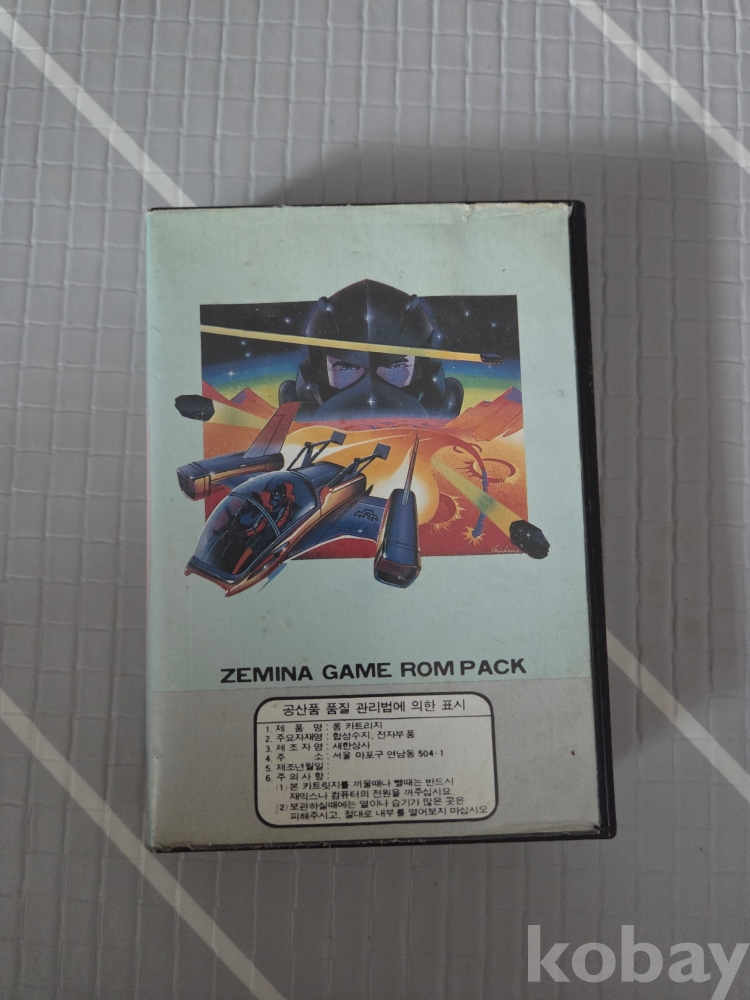 ZEMINA GAME ROM PACK
공산품 품질 관리법에 의한 표시
1. 제 품 명 : 롬 카트리지
2. 주요자재명 : 합성수지, 전자부품
3. 제 조 자 명 : 새한상사
4. 주 소 : 서울 마포구 연남동 504-1
5. 제조년월일 :
6. 주 의 사 항 :
(1) 본 카트릿지를 끼울때나 뺄때는 반드시
재믹스나 컴퓨터의 전원을 꺼주십시요
(2) 보관하실때에는 열이나 습기가 많은 곳은
피해주시고, 절대로 내부를 열어보지 마십시오
kobay